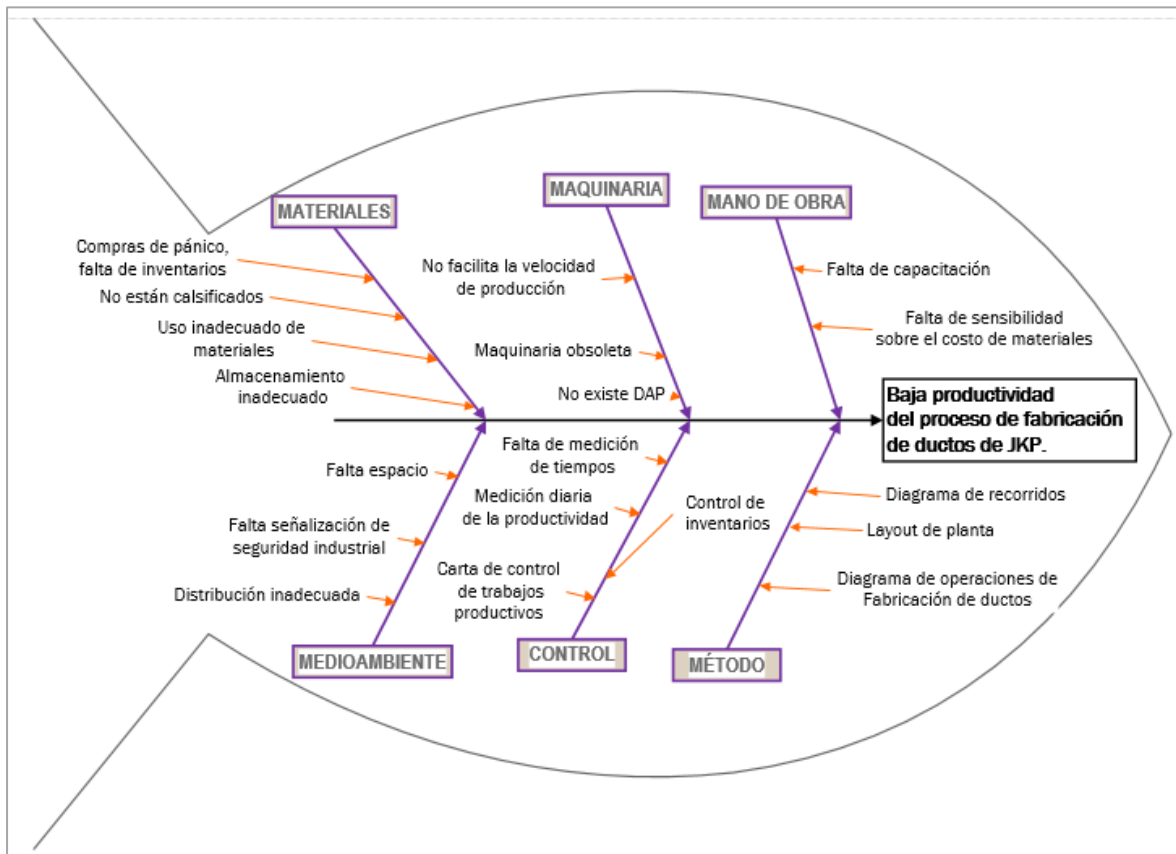 MATERIALES
MAQUINARIA
MANO DE OBRA
Compras de pánico,
falta de inventarios
No están calsificados
Uso inadecuado de
materiales
Almacenamiento
inadecuado
No facilita la velocidad
de producción
Maquinaria obsoleta
No existe DAP
Falta de capacitación
Falta de sensibilidad
sobre el costo de materiales
Baja productividad
del proceso de fabricación
de ductos de JKP.
Falta espacio
Falta señalización de
seguridad industrial
Distribución inadecuada
Falta de medición
de tiempos
Medición diaria
de la productividad
Control de
inventarios
Carta de control
de trabajos
productivos
Diagrama de recorridos
Layout de planta
Diagrama de operaciones de
Fabricación de ductos
MEDIOAMBIENTE
CONTROL
MÉTODO